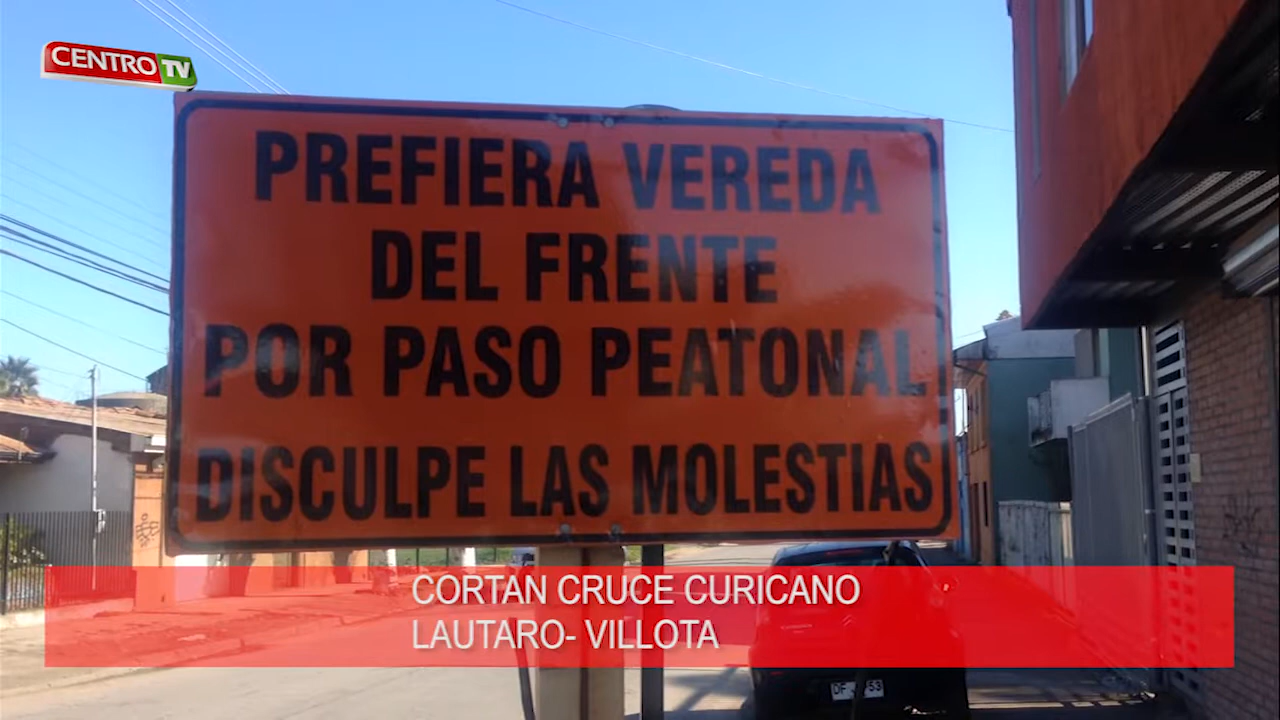 CENTRO TV
PREFIERA VEREDA
DEL FRENTE
POR PASO PEATONAL
DISCULPE LAS MOLESTIAS
CORTAN CRUCE CURICANO
LAUTARO- VILLOTA